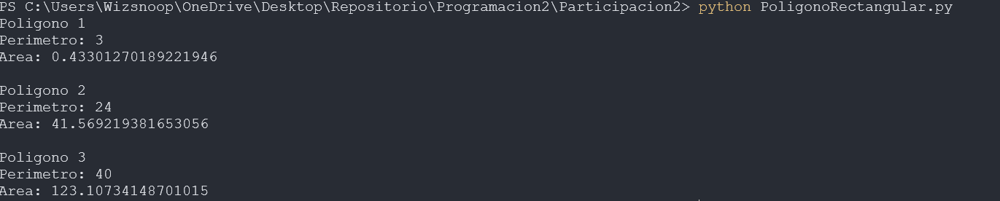 PS C:\Users\Wizsnoop\OneDrive\Desktop\Repositorio\Programacion2\Participacion2> python PoligonoRectangular.py
Poligono 1
Perimetro: 3
Area: 0.43301270189221946
Poligono 2
Perimetro: 24
Area: 41.569219381653056
Poligono 3
Perimetro: 40
Area: 123.10734148701015